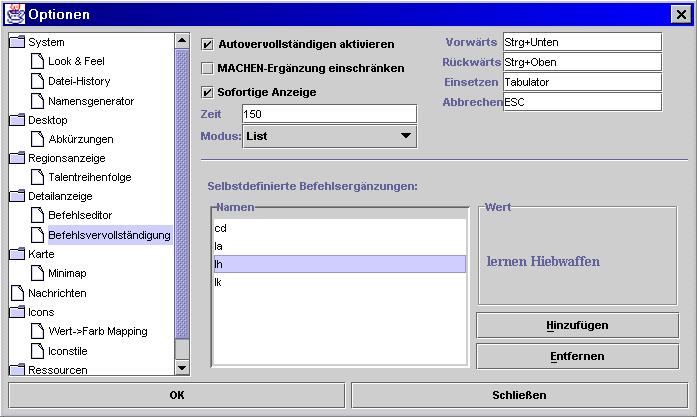 Optionen
System
Look & Feel
Datei-History
Namensgenerator
Desktop
Abkürzungen
Regionsanzeige
Talentreihenfolge
Detailanzeige
Befehlseditor
Befehlsvervollständigung
Karte
Minimap
Nachrichten
Icons
Wert->Farb Mapping
Iconstile
Ressourcen
Autovervollständigen aktivieren
MACHEN-Ergänzung einschränken
Sofortige Anzeige
Zeit 150
Modus: List
Vorwärts Strg+Unten
Rückwärts Strg+Oben
Einsetzen Tabulator
Abbrechen ESC
Selbstdefinierte Befehlsergänzungen:
Namen
cd
la
lh
lk
Wert
lernen Hiebwaffen
Hinzufügen
Entfernen
OK
Schließen